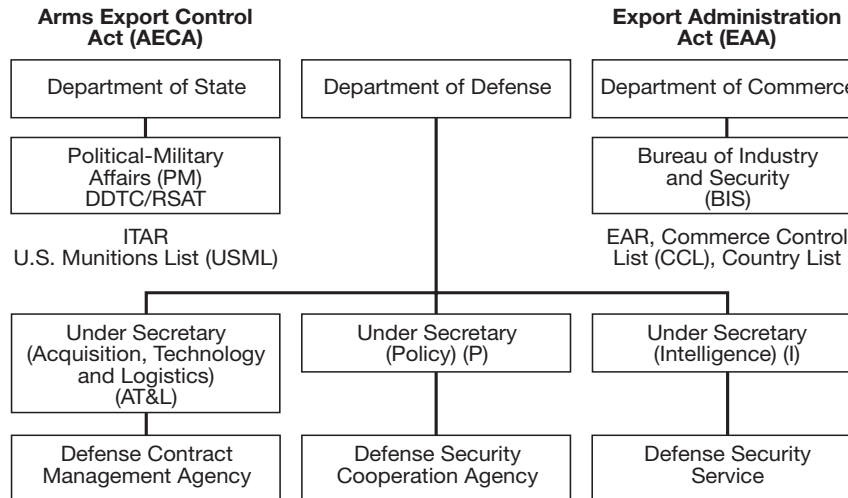 Arms Export Control
Act (AECA)
Export Administration
Act (EAA)
Department of State
Department of Defense
Department of Commerce
Political-Military
Affairs (PM)
DDTC/RSAT
Bureau of Industry
and Security
(BIS)
ITAR
U.S. Munitions List (USML)
EAR, Commerce Control
List (CCL), Country List
Under Secretary
(Acquisition, Technology
and Logistics)
(AT&L)
Under Secretary
(Policy) (P)
Under Secretary
(Intelligence) (I)
Defense Contract
Management Agency
Defense Security
Cooperation Agency
Defense Security
Service